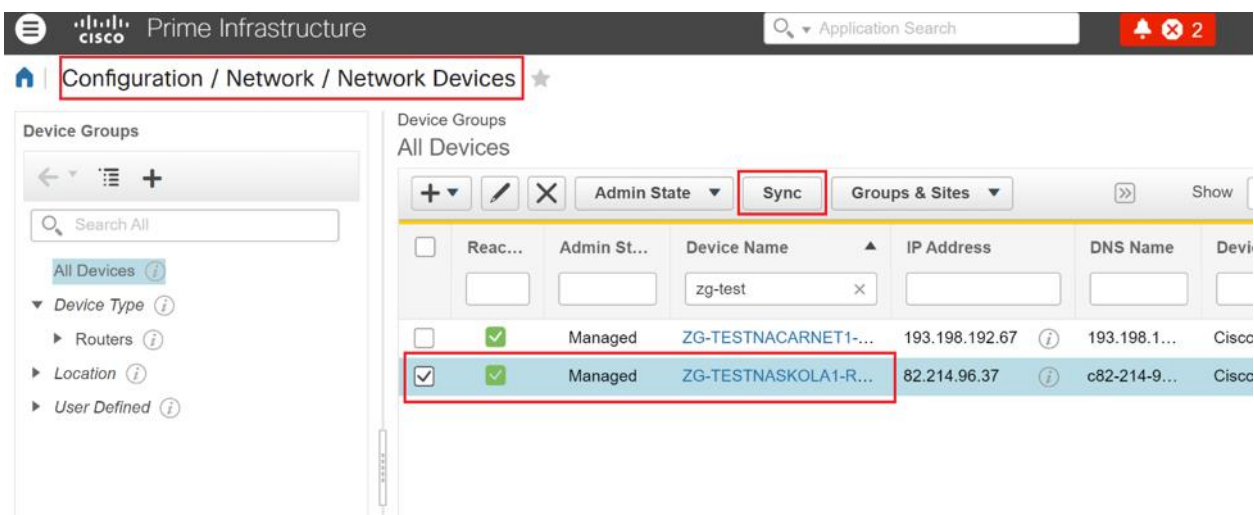 cisco Prime Infrastructure
Application Search
2
Configuration / Network / Network Devices
Device Groups
Search All
All Devices
Device Type
Routers
Location
User Defined
Device Groups
All Devices
Admin State Sync Groups & Sites Show
Reac... Admin St... Device Name IP Address DNS Name Devi
zg-test
Managed ZG-TESTNACARNET1-... 193.198.192.67 193.198.1... Cisco
Managed ZG-TESTNASKOLA1-R... 82.214.96.37 c82-214-9... Cisco